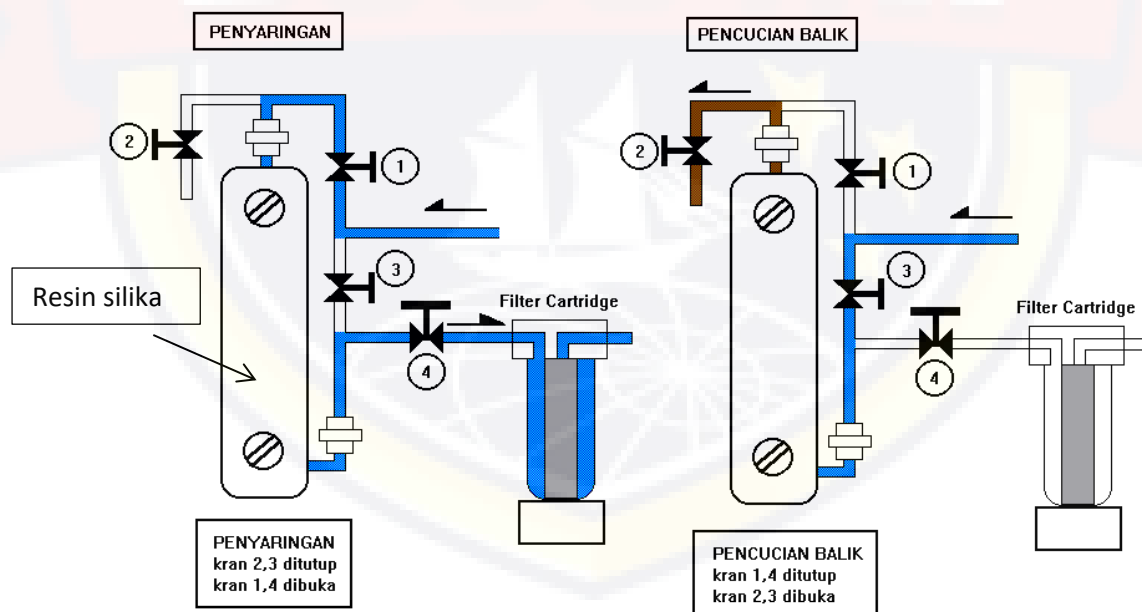 PENYARINGAN
2
1
3
Resin silika
Filter Cartridge
4
PENYARINGAN
kran 2,3 ditutup
kran 1,4 dibuka
PENCUCIAN BALIK
2
1
3
Filter Cartridge
4
PENCUCIAN BALIK
kran 1,4 ditutup
kran 2,3 dibuka